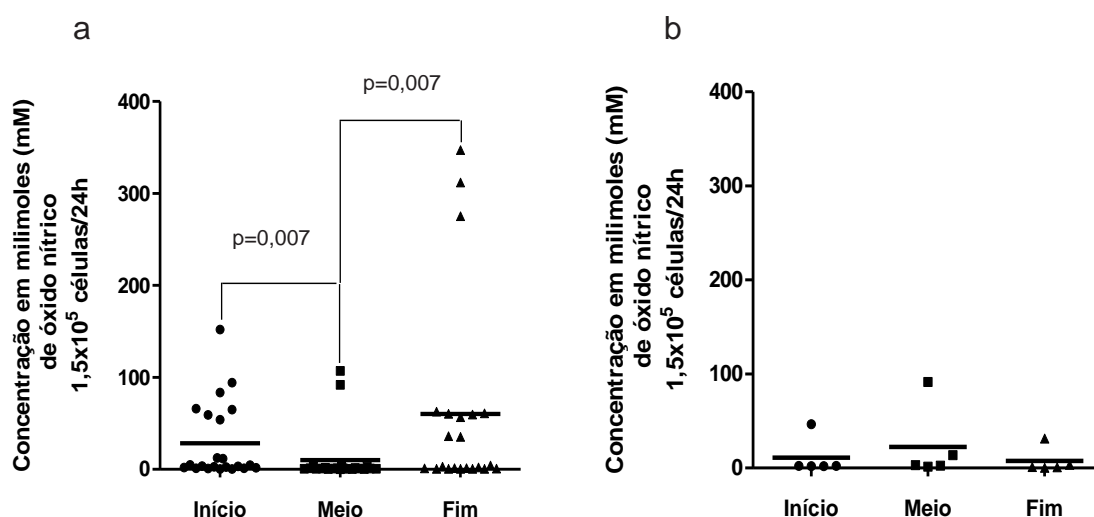 a
Concentração em milimoles (mM)
de óxido nítrico
1,5x10⁵ células/24h
400
300
200
100
0
p=0,007
p=0,007
Início Meio Fim
b
Concentração em milimoles (mM)
de óxido nítrico
1,5x10⁵ células/24h
400
300
200
100
0
Início Meio Fim